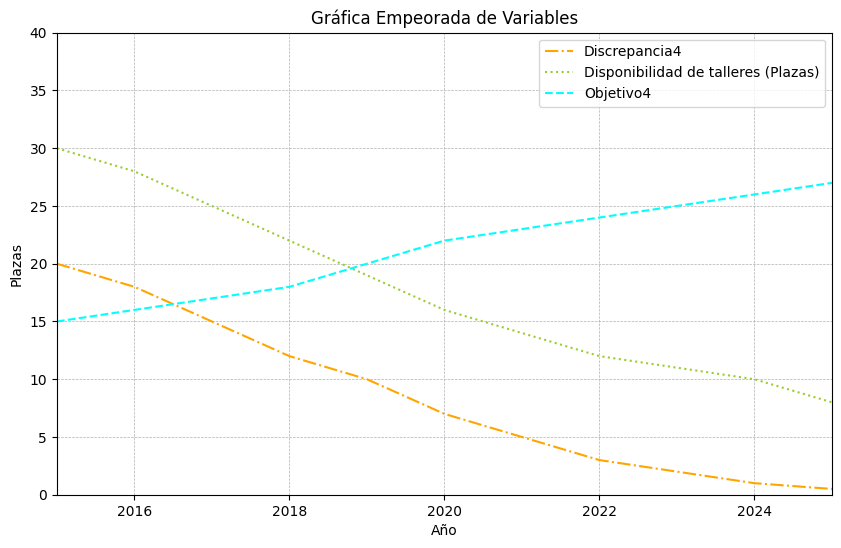 Gráfica Empeorada de Variables
Discrepancia4
Disponibilidad de talleres (Plazas)
Objetivo4
Plazas
40
35
30
25
20
15
10
5
0
2016 2018 2020 2022 2024
Año